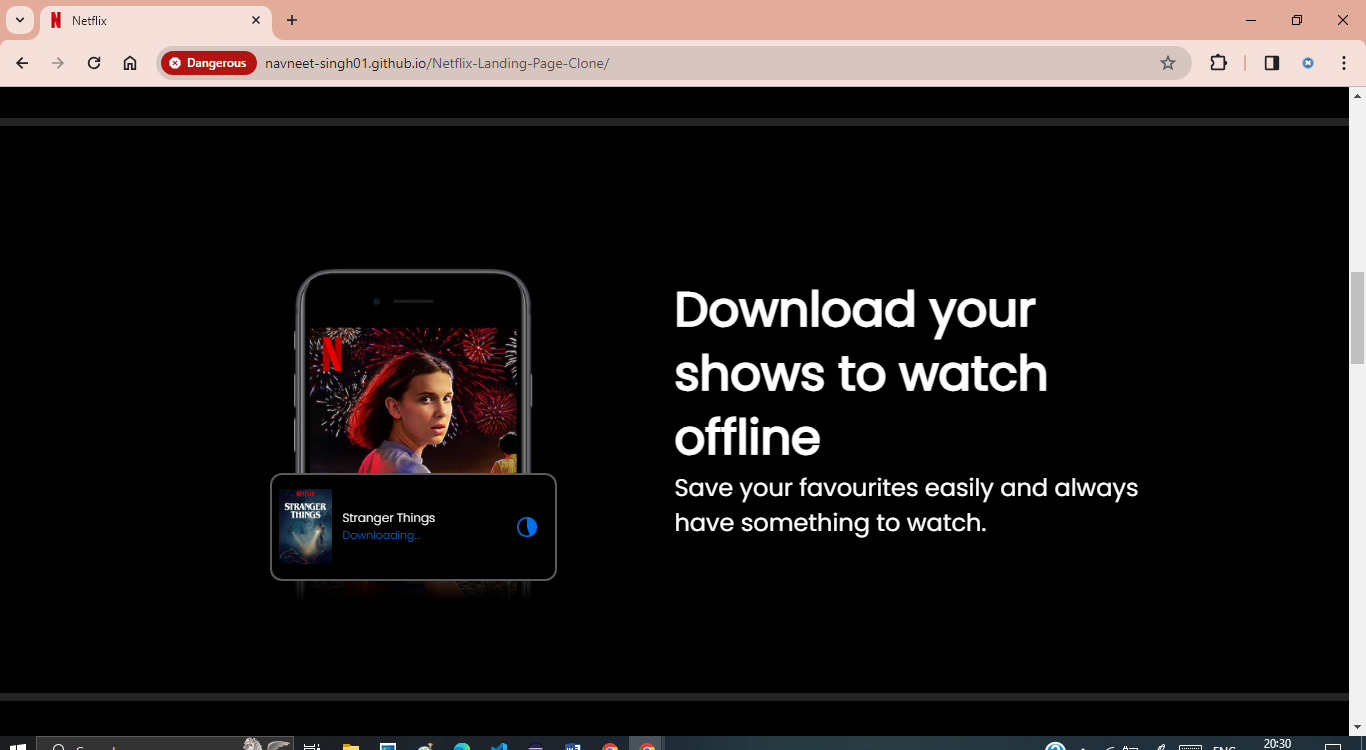 Netflix
Dangerous
navneet-singh01.github.io/Netflix-Landing-Page-Clone/
Download your
shows to watch
offline
Save your favourites easily and always
have something to watch.
N
NETFLIX
STRANGER
THINGS
Stranger Things
Downloading...
20:30